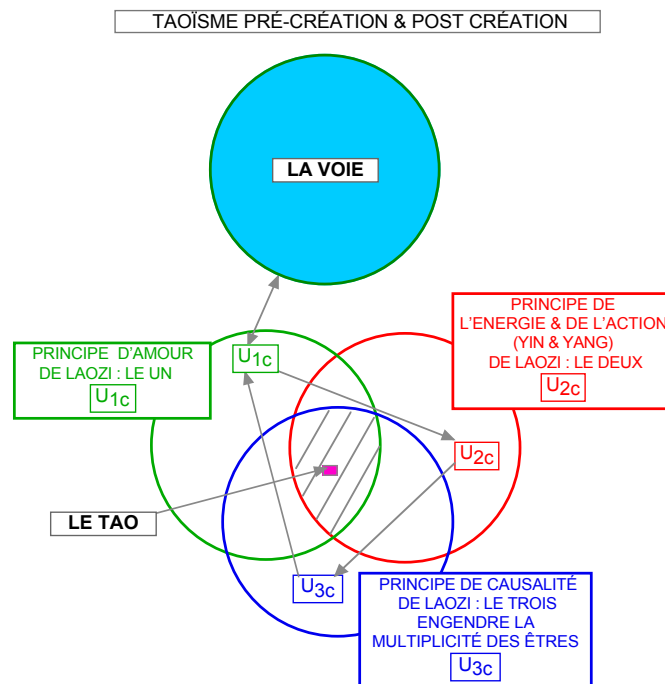 TAOÏSME PRÉ-CRÉATION & POST CRÉATION
LA VOIE
PRINCIPE DE
L'ENERGIE & DE L'ACTION
(YIN & YANG)
DE LAOZI : LE DEUX
U2c
PRINCIPE D'AMOUR
DE LAOZI : LE UN
U1c
U1c
U2c
LE TAO
U3c
PRINCIPE DE CAUSALITÉ
DE LAOZI : LE TROIS
ENGENDRE LA
MULTIPLICITÉ DES ÊTRES
U3c